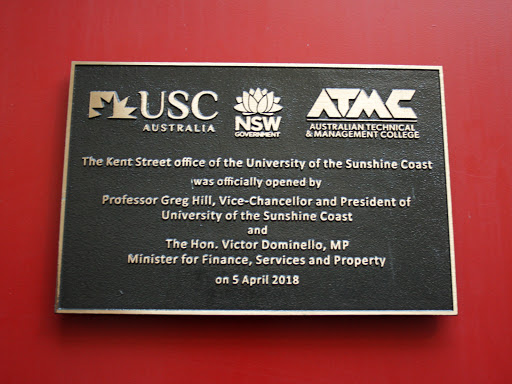 USC
AUSTRALIA
NSW
GOVERNMENT
ATMC
AUSTRALIAN TECHNICAL
& MANAGEMENT COLLEGE
The Kent Street office of the University of the Sunshine Coast
was officially opened by
Professor Greg Hill, Vice-Chancellor and President of
University of the Sunshine Coast
and
The Hon. Victor Dominello, MP
Minister for Finance, Services and Property
on 5 April 2018